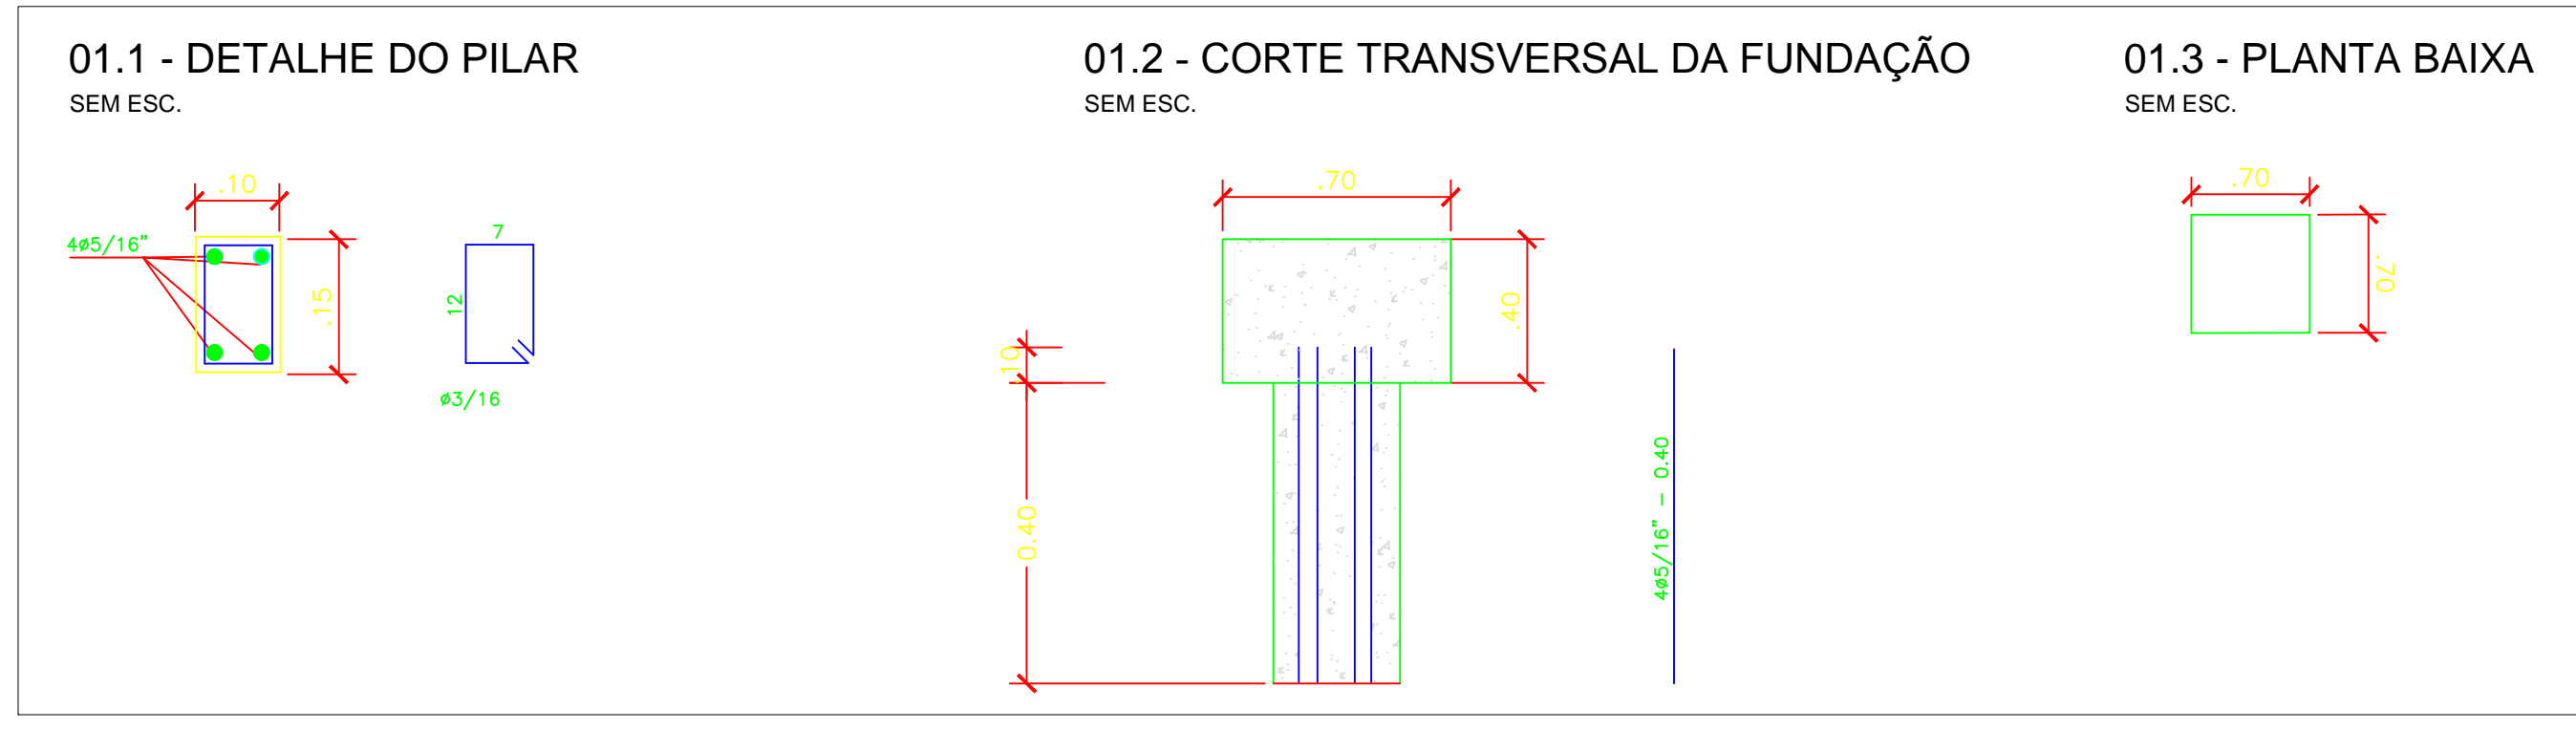 01.1 - DETALHE DO PILAR
SEM ESC.
.10
4ø5/16"
.15
7
12
ø3/16
01.2 - CORTE TRANSVERSAL DA FUNDAÇÃO
SEM ESC.
.70
.40
.10
0.40
4ø5/16" - 0.40
01.3 - PLANTA BAIXA
SEM ESC.
.70
.70